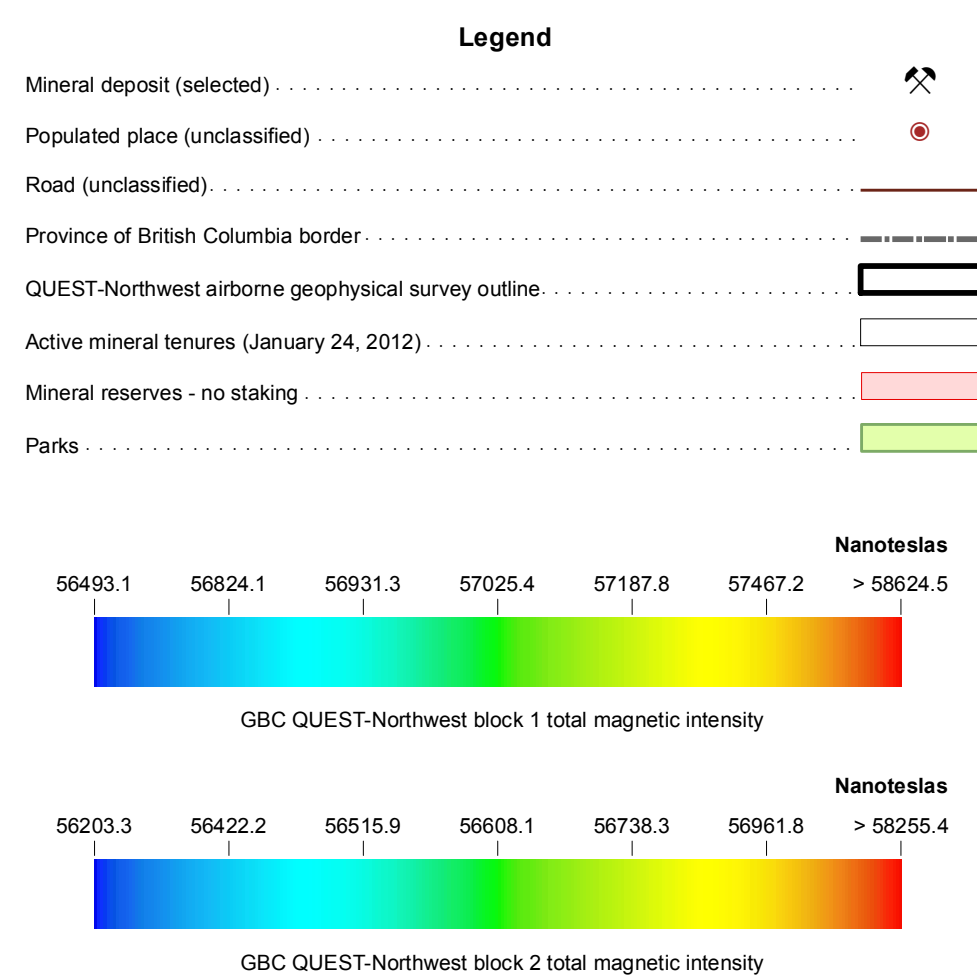 Legend
Mineral deposit (selected)
Populated place (unclassified)
Road (unclassified)
Province of British Columbia border
QUEST-Northwest airborne geophysical survey outline
Active mineral tenures (January 24, 2012)
Mineral reserves - no staking
Parks
Nanoteslas
56493.1 56824.1 56931.3 57025.4 57187.8 57467.2 > 58624.5
GBC QUEST-Northwest block 1 total magnetic intensity
Nanoteslas
56203.3 56422.2 56515.9 56608.1 56738.3 56961.8 > 58255.4
GBC QUEST-Northwest block 2 total magnetic intensity